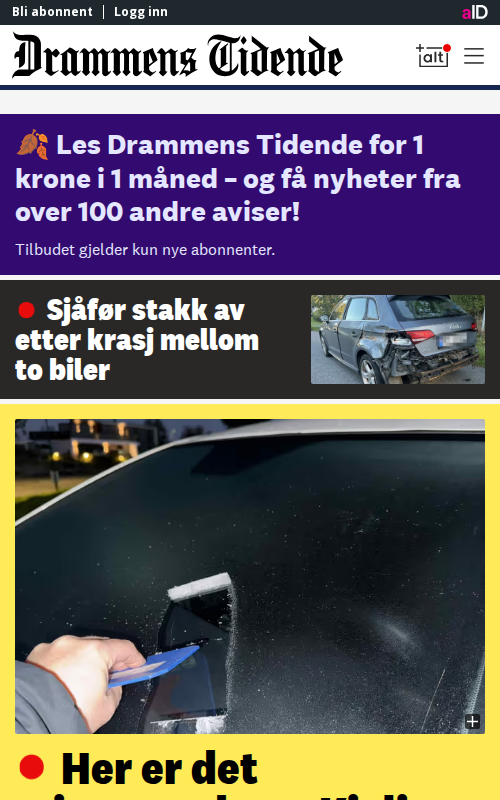 Bli abonnent | Logg inn
aID
Drammens Tidende
+alt
🍂 Les Drammens Tidende for 1
krone i 1 måned – og få nyheter fra
over 100 andre aviser!
Tilbudet gjelder kun nye abonnenter.
Sjåfør stakk av
etter krasj mellom
to biler
Her er det